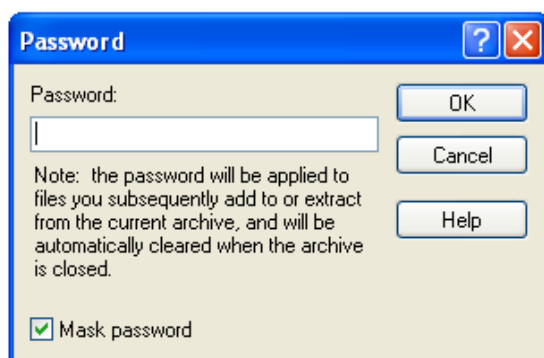 Password
?
Password:
OK
Cancel
Note: the password will be applied to
files you subsequently add to or extract
from the current archive, and will be
automatically cleared when the archive
is closed.
Help
Mask password